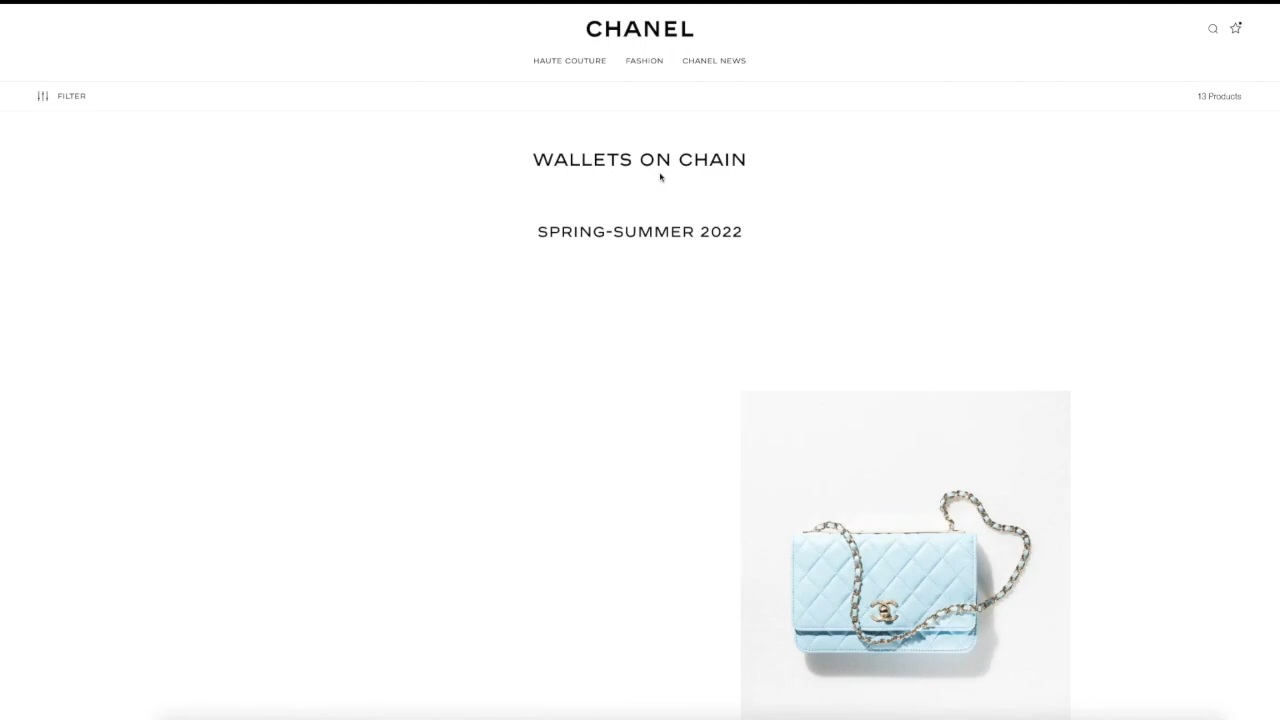 CHANEL
HAUTE COUTURE FASHION CHANEL NEWS
FILTER
13 Products
WALLETS ON CHAIN
SPRING-SUMMER 2022